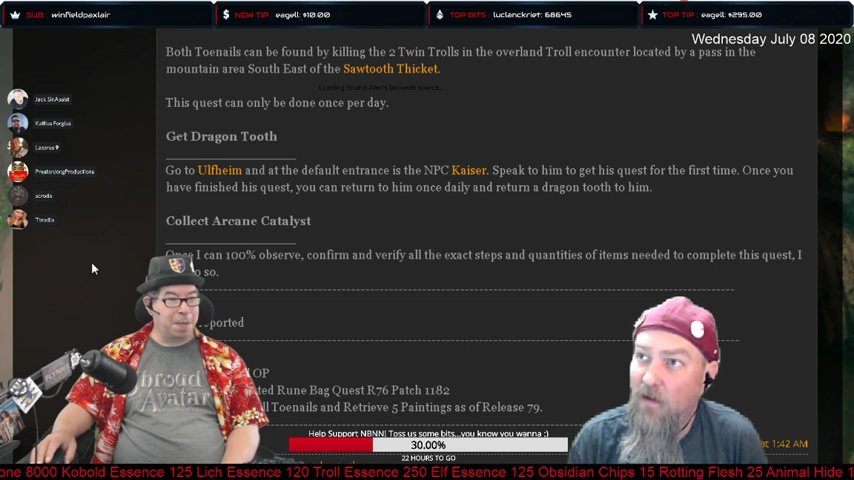 SUB: winfieldpaxlair
NEW TIP: eagell: $10.00
TOP BITS: luclanckriet: 68645
TOP TIP: eagell: $295.00
Wednesday July 08 2020
Both Toenails can be found by killing the 2 Twin Trolls in the overland Troll encounter located by a pass in the
mountain area South East of the Sawtooth Thicket.
This quest can only be done once per day.
Get Dragon Tooth
Go to Ulfheim and at the default entrance is the NPC Kaiser. Speak to him to get his quest for the first time. Once you
have finished his quest, you can return to him once daily and return a dragon tooth to him.
Collect Arcane Catalyst
Once I can 100% observe, confirm and verify all the exact steps and quantities of items needed to complete this quest, I
so.
ported
OP
ted Rune Bag Quest R76 Patch 1182
ll Toenails and Retrieve 5 Paintings as of Release 79.
at 1:42 AM
Jack SirAssist
Lazarus
PrestonJongProductions
Thradia
Shroud
Avatar
Help Support NBNN! Toss us some bits...you know you wanna ;)
30.00%
22 HOURS TO GO
one 8000 Kobold Essence 125 Lich Essence 120 Troll Essence 250 Elf Essence 125 Obsidian Chips 15 Rotting Flesh 25 Animal Hide 1